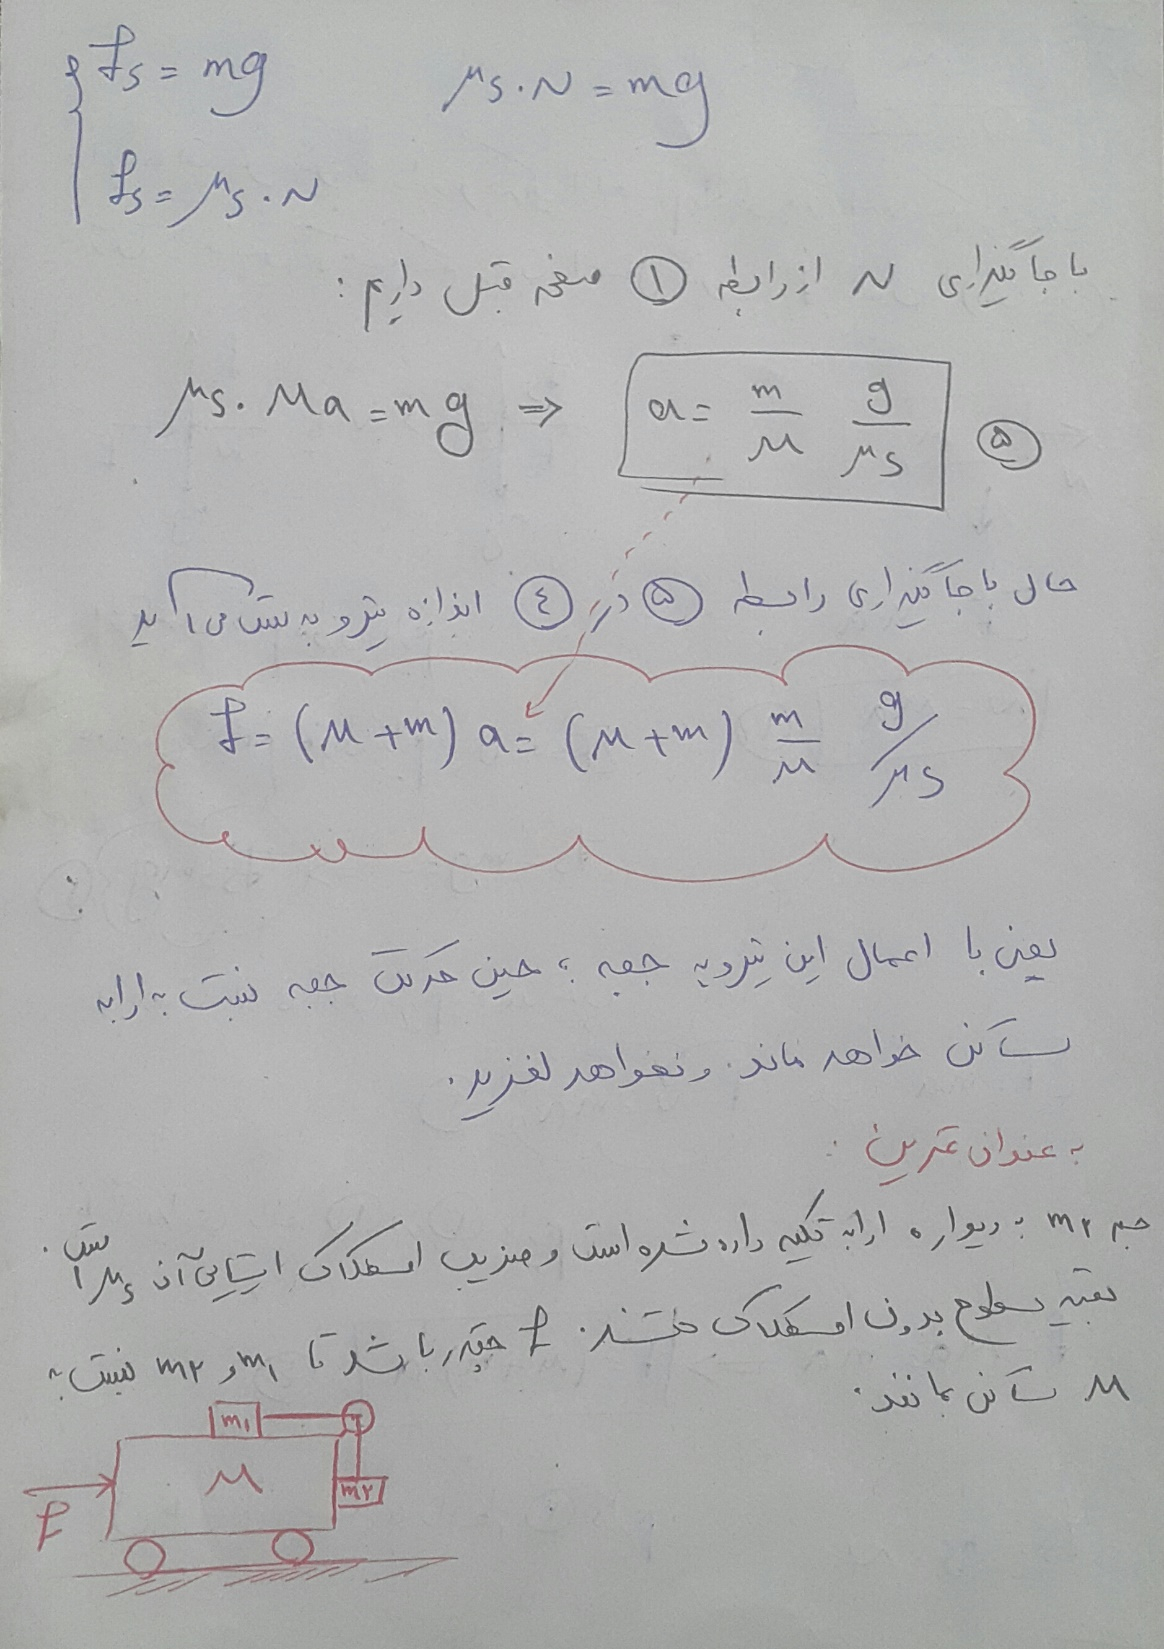 fs = mg        μs . N = mg
fs = μs . N
با جاگذاری N از رابطه ① صفحه قبل داریم :
μs . Ma = mg ⇒ a = m/M g/μs ⑤
حال با جاگذاری رابطه ⑤ در ④ اندازه نیرو بدست می آید
F = (M+m) a = (M+m) m/M g/μs
یعنی با اعمال این نیرو به جعبه ؛ حین حرکت جعبه نسبت به ارابه
ساکن خواهد ماند . و نخواهد لغزید .
به عنوان تمرین :
جسم m۲ به دیواره ارابه تکیه داده شده است و ضریب اصطکاک ایستایی آن μs است .
بقیه سطوح بدون اصطکاک هستند . F چقدر باشد تا m۱ و m۲ نسبت به
M ساکن بمانند .
m۱
M
m۲
F